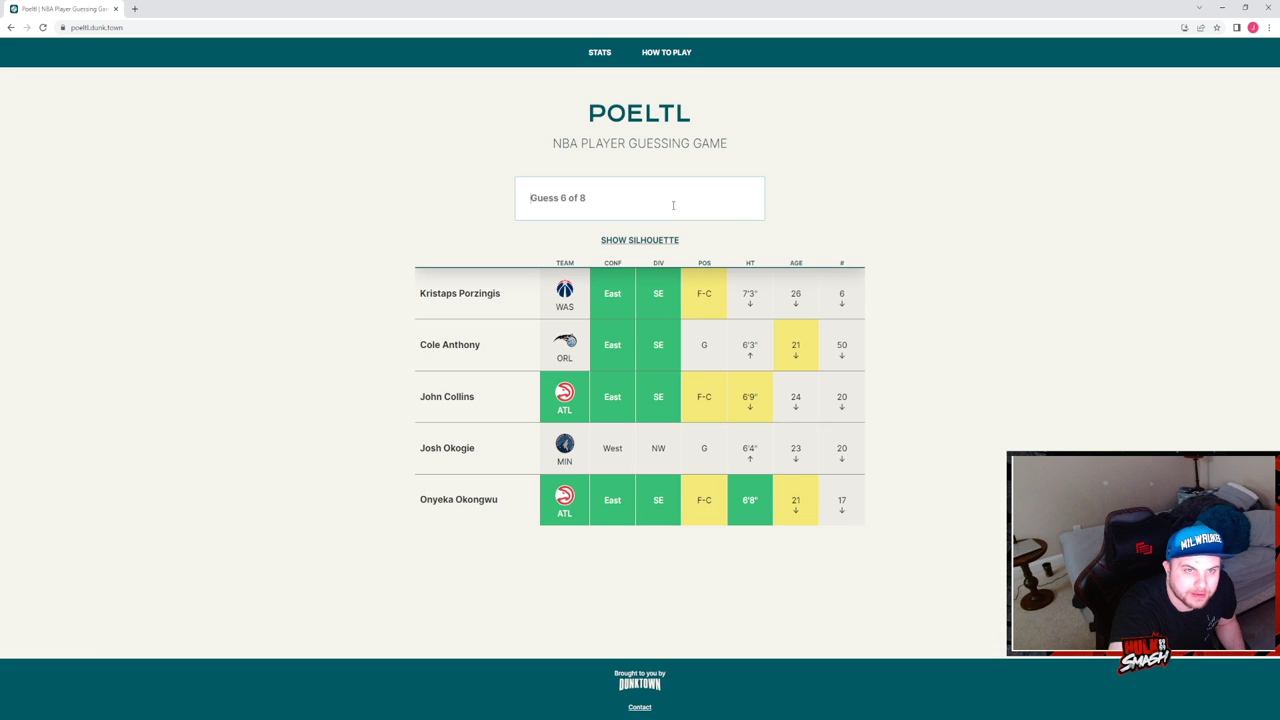 Poeltl | NBA Player Guessing Gam
poeltl.dunk.town
J
STATS HOW TO PLAY
POELTL
NBA PLAYER GUESSING GAME
Guess 6 of 8
SHOW SILHOUETTE
TEAM CONF DIV POS HT AGE #
Kristaps Porzingis WAS East SE F-C 7'3" ↓ 26 ↓ 6 ↓
Cole Anthony ORL East SE G 6'3" ↑ 21 ↓ 50 ↓
John Collins ATL East SE F-C 6'9" ↓ 24 ↓ 20 ↓
Josh Okogie MIN West NW G 6'4" ↑ 23 ↓ 20 ↓
Onyeka Okongwu ATL East SE F-C 6'8" 21 ↓ 17 ↓
MILWAUKEE
HULK
SMASH
Brought to you by
DUNKTOWN
Contact